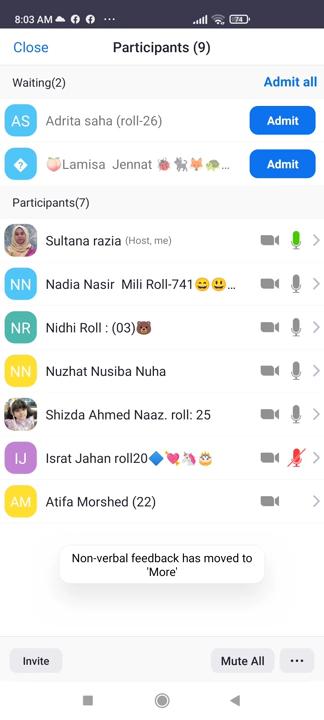 8:03 AM
74
Close
Participants (9)
Waiting(2)
Admit all
AS
Adrita saha (roll-26)
Admit
🍑Lamisa Jennat 🐞🐈‍⬛🦊🐢...
Admit
Participants(7)
Sultana razia (Host, me)
NN
Nadia Nasir Mili Roll-741😄😃...
NR
Nidhi Roll : (03)🐻
NN
Nuzhat Nusiba Nuha
Shizda Ahmed Naaz. roll: 25
IJ
Israt Jahan roll20🔷💘🦄🎂
AM
Atifa Morshed (22)
Non-verbal feedback has moved to
'More'
Invite
Mute All